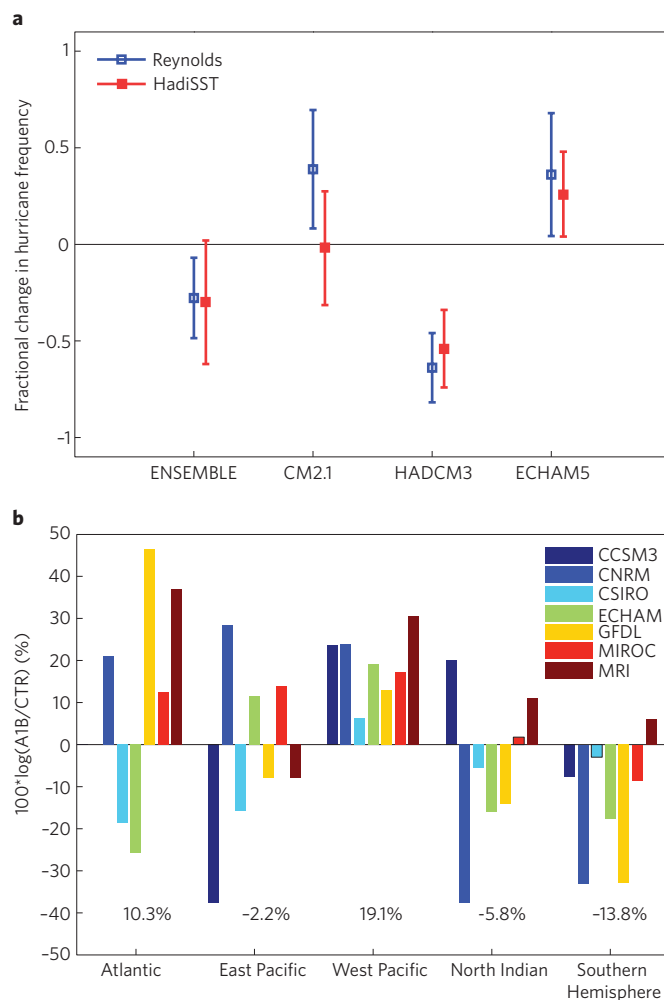 a
1
Reynolds
HadiSST
0.5
0
−0.5
−1
Fractional change in hurricane frequency
ENSEMBLE CM2.1 HADCM3 ECHAM5
b
50
40
30
20
10
0
−10
−20
−30
−40
−50
100*log(A1B/CTR) (%)
CCSM3
CNRM
CSIRO
ECHAM
GFDL
MIROC
MRI
10.3% −2.2% 19.1% -5.8% −13.8%
Atlantic East Pacific West Pacific North Indian Southern
Hemisphere